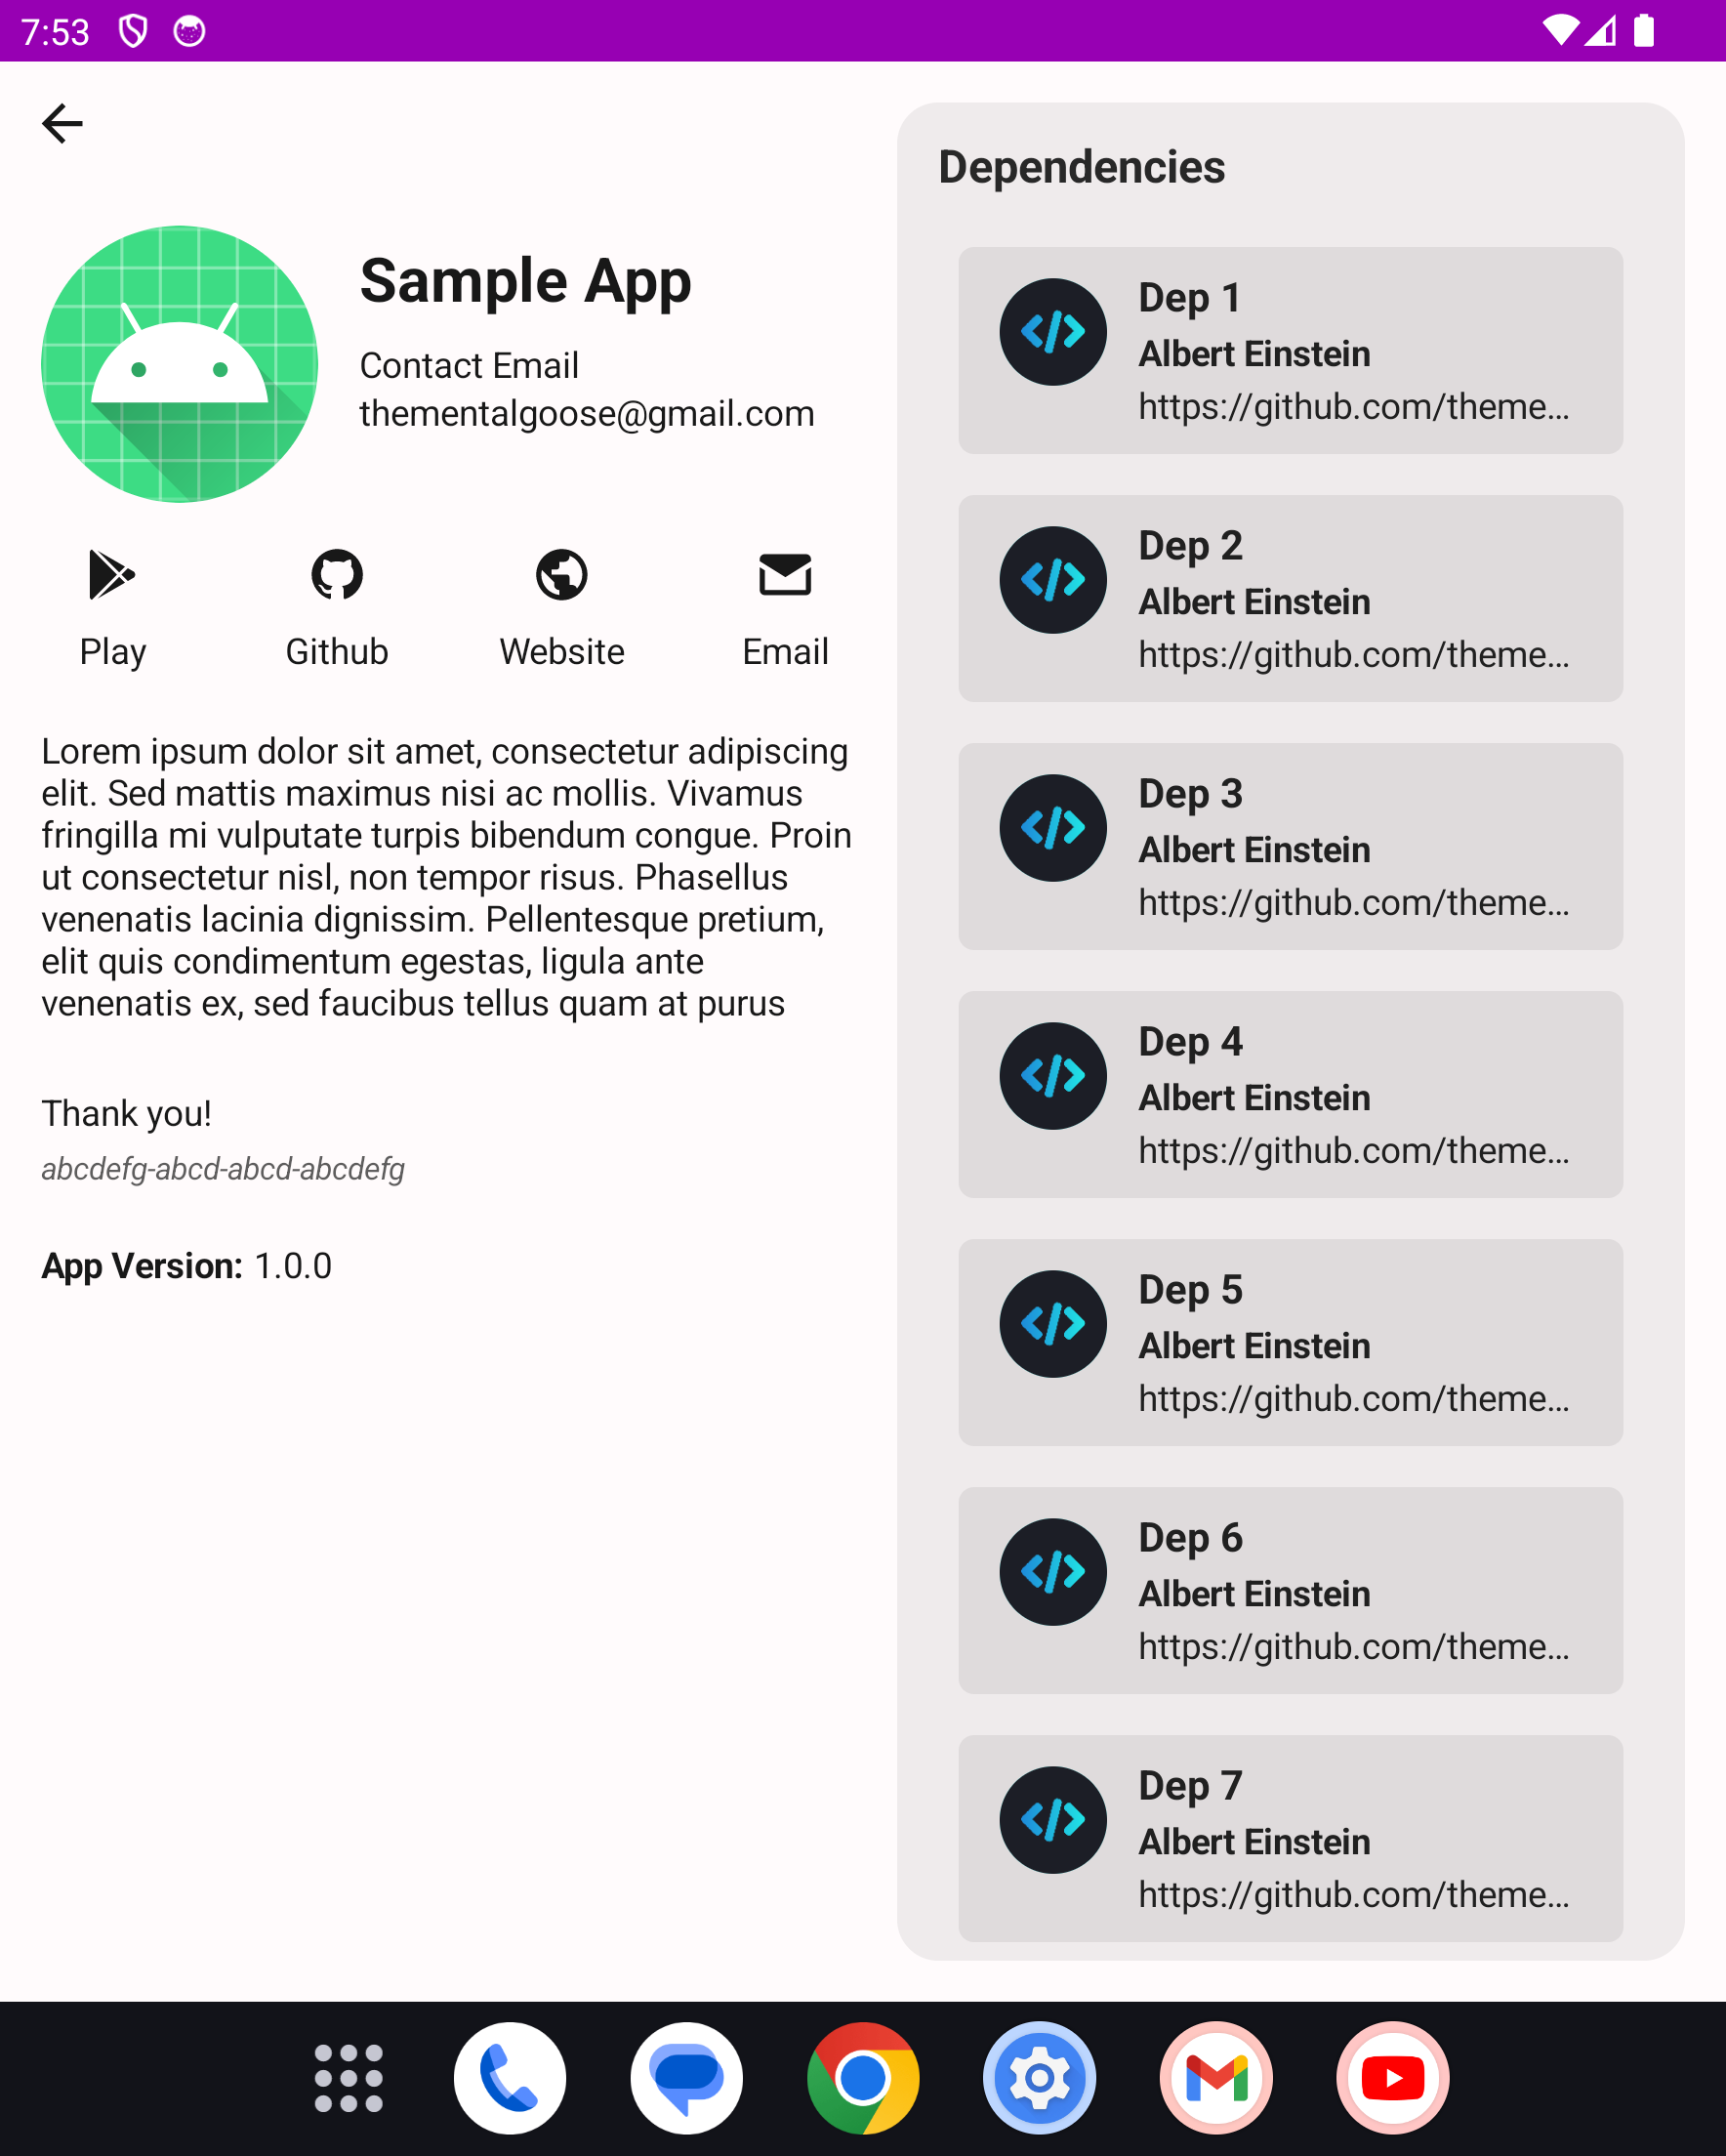 7:53
Sample App
Contact Email
thementalgoose@gmail.com
Play
Github
Website
Email
Lorem ipsum dolor sit amet, consectetur adipiscing
elit. Sed mattis maximus nisi ac mollis. Vivamus
fringilla mi vulputate turpis bibendum congue. Proin
ut consectetur nisl, non tempor risus. Phasellus
venenatis lacinia dignissim. Pellentesque pretium,
elit quis condimentum egestas, ligula ante
venenatis ex, sed faucibus tellus quam at purus
Thank you!
abcdefg-abcd-abcd-abcdefg
App Version: 1.0.0
Dependencies
Dep 1
Albert Einstein
https://github.com/theme...
Dep 2
Albert Einstein
https://github.com/theme...
Dep 3
Albert Einstein
https://github.com/theme...
Dep 4
Albert Einstein
https://github.com/theme...
Dep 5
Albert Einstein
https://github.com/theme...
Dep 6
Albert Einstein
https://github.com/theme...
Dep 7
Albert Einstein
https://github.com/theme...